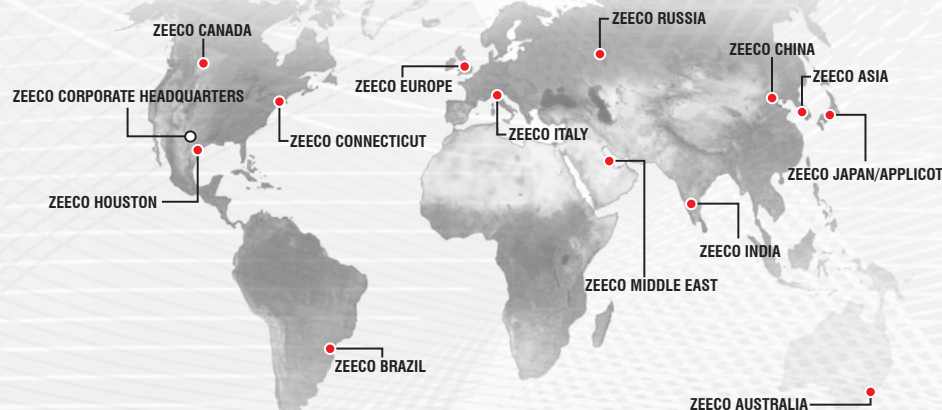 ZEECO RUSSIA
ZEECO CANADA
ZEECO CHINA
ZEECO ASIA
ZEECO EUROPE
ZEECO CORPORATE HEADQUARTERS
ZEECO ITALY
ZEECO CONNECTICUT
ZEECO JAPAN/APPLICOT
ZEECO HOUSTON
ZEECO INDIA
ZEECO MIDDLE EAST
ZEECO BRAZIL
ZEECO AUSTRALIA